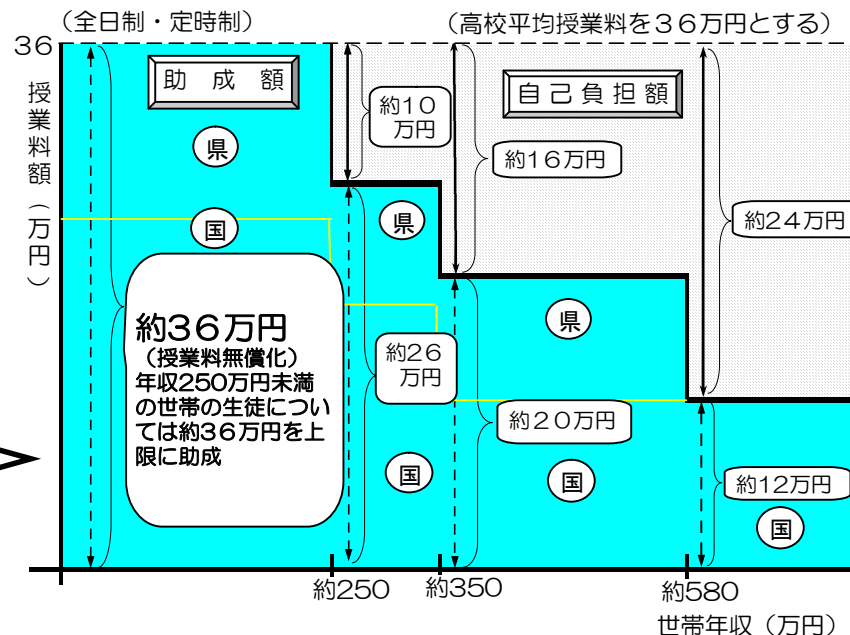 (全日制・定時制)
(高校平均授業料を36万円とする)
36
授業料額(万円)
助成額
自己負担額
約10
万円
約16万円
約24万円
県
国
県
県
約36万円
(授業料無償化)
年収250万円未満
の世帯の生徒につい
ては約36万円を上
限に助成
約26
万円
約20万円
約12万円
国
国
国
約250
約350
約580
世帯年収(万円)